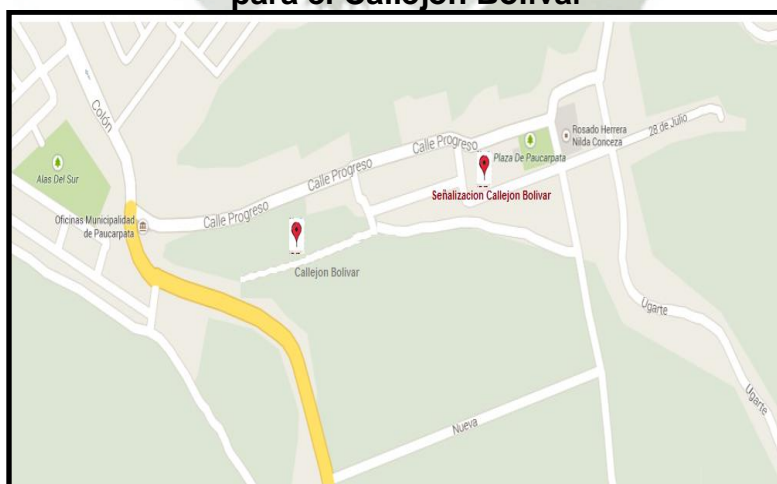 para el Callejón Bolívar
Colón
Calle Progreso
Calle Progreso
Calle Progreso
Plaza De Paucarpata
Rosado Herrera
Nilda Conceza
28 de Julio
Alas Del Sur
Oficinas Municipalidad
de Paucarpata
Señalizacion Callejon Bolivar
Callejon Bolivar
Ugarte
Ugarte
Nueva